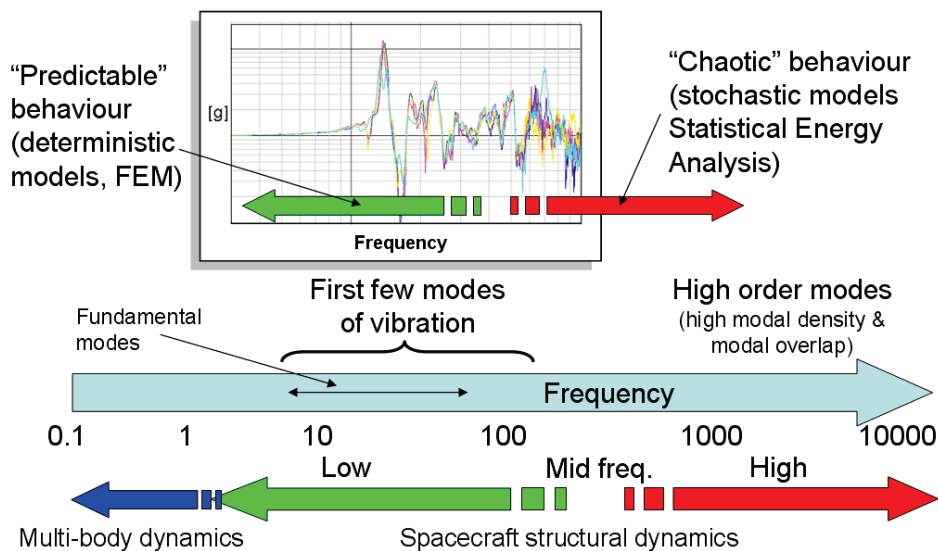 “Predictable”
behaviour
(deterministic
models, FEM)
[g]
Frequency
“Chaotic” behaviour
(stochastic models
Statistical Energy
Analysis)
First few modes
of vibration
Fundamental
modes
High order modes
(high modal density &
modal overlap)
Frequency
0.1 1 10 100 1000 10000
Low Mid freq. High
Multi-body dynamics Spacecraft structural dynamics